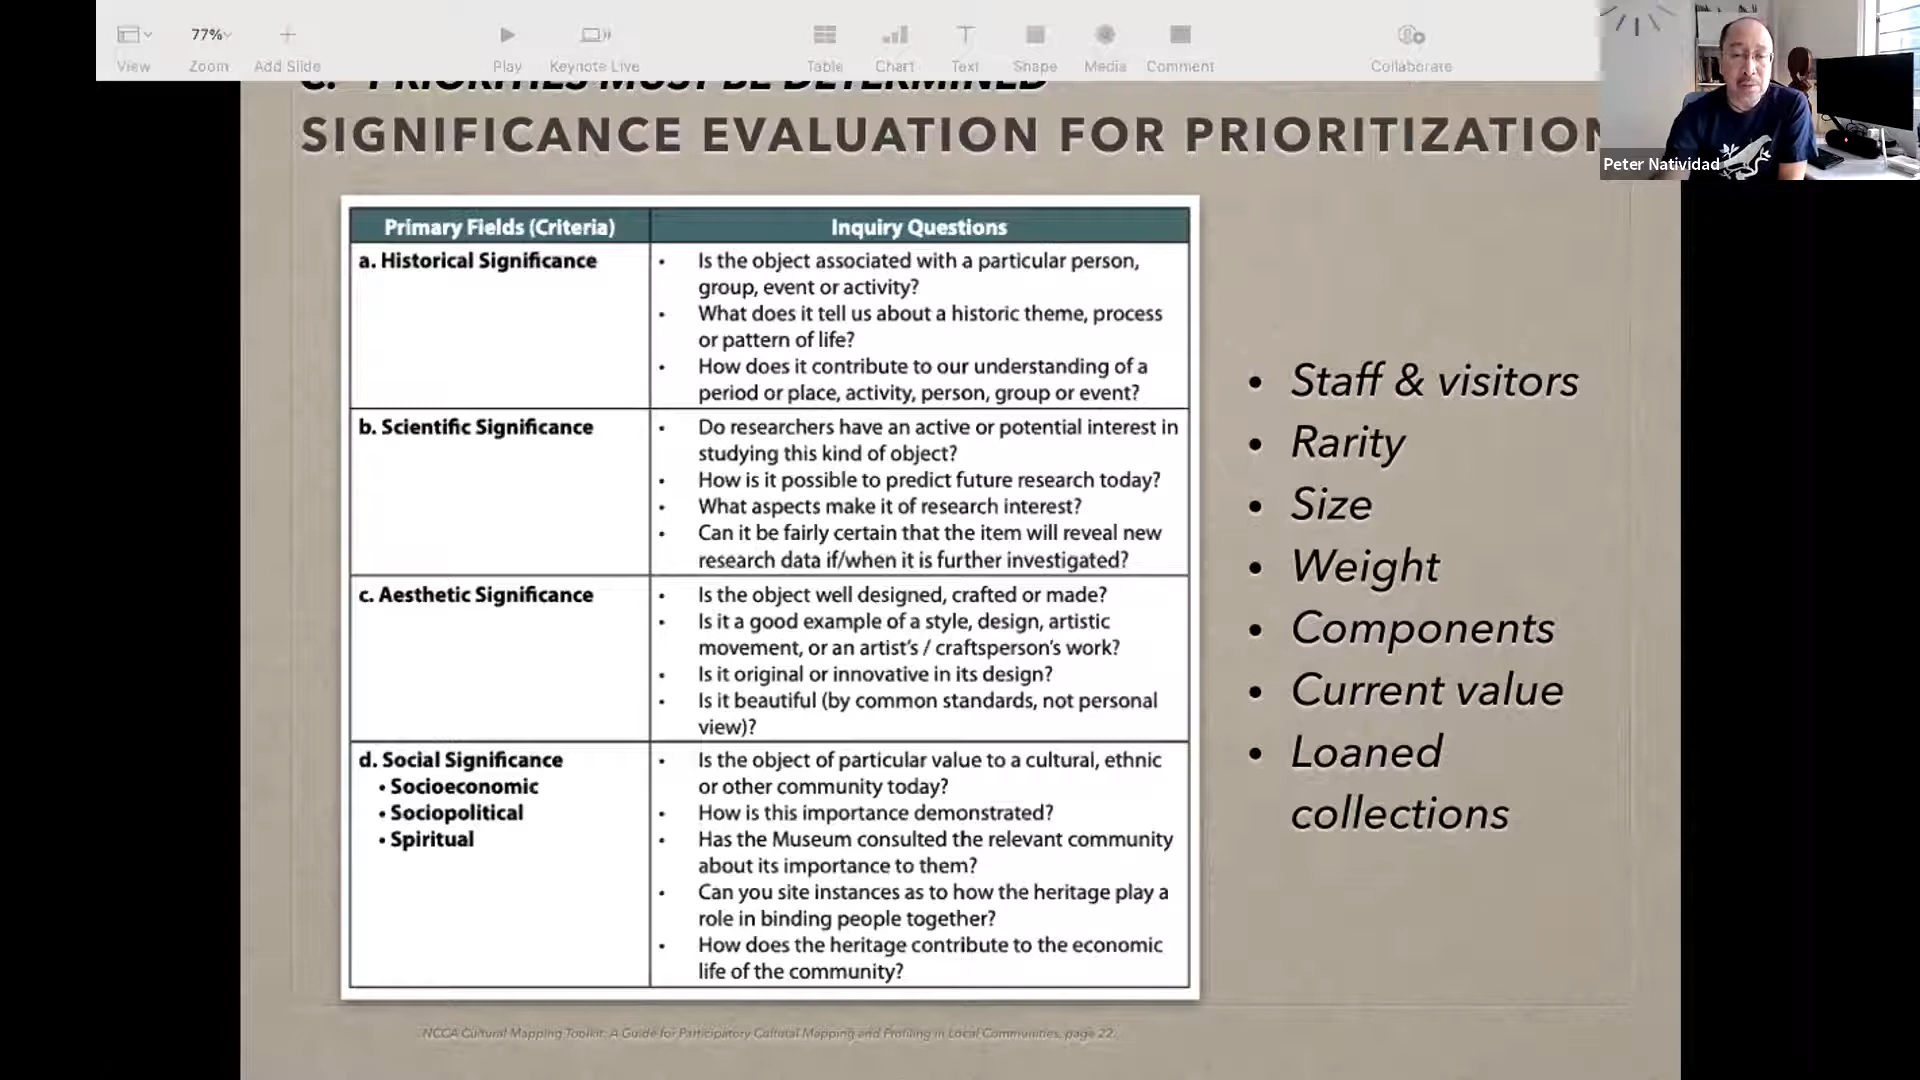 77%
View
Zoom
Add Slide
Play
Keynote Live
Table
Chart
Text
Shape
Media
Comment
Collaborate
Peter Natividad
C. PRIORITIES MUST BE DETERMINED
SIGNIFICANCE EVALUATION FOR PRIORITIZATION
Primary Fields (Criteria)
Inquiry Questions
a. Historical Significance
• Is the object associated with a particular person,
group, event or activity?
• What does it tell us about a historic theme, process
or pattern of life?
• How does it contribute to our understanding of a
period or place, activity, person, group or event?
b. Scientific Significance
• Do researchers have an active or potential interest in
studying this kind of object?
• How is it possible to predict future research today?
• What aspects make it of research interest?
• Can it be fairly certain that the item will reveal new
research data if/when it is further investigated?
c. Aesthetic Significance
• Is the object well designed, crafted or made?
• Is it a good example of a style, design, artistic
movement, or an artist's / craftsperson's work?
• Is it original or innovative in its design?
• Is it beautiful (by common standards, not personal
view)?
d. Social Significance
• Socioeconomic
• Sociopolitical
• Spiritual
• Is the object of particular value to a cultural, ethnic
or other community today?
• How is this importance demonstrated?
• Has the Museum consulted the relevant community
about its importance to them?
• Can you site instances as to how the heritage play a
role in binding people together?
• How does the heritage contribute to the economic
life of the community?
• Staff & visitors
• Rarity
• Size
• Weight
• Components
• Current value
• Loaned
collections
NCCA Cultural Mapping Toolkit: A Guide for Participatory Cultural Mapping and Profiling in Local Communities, page 22.